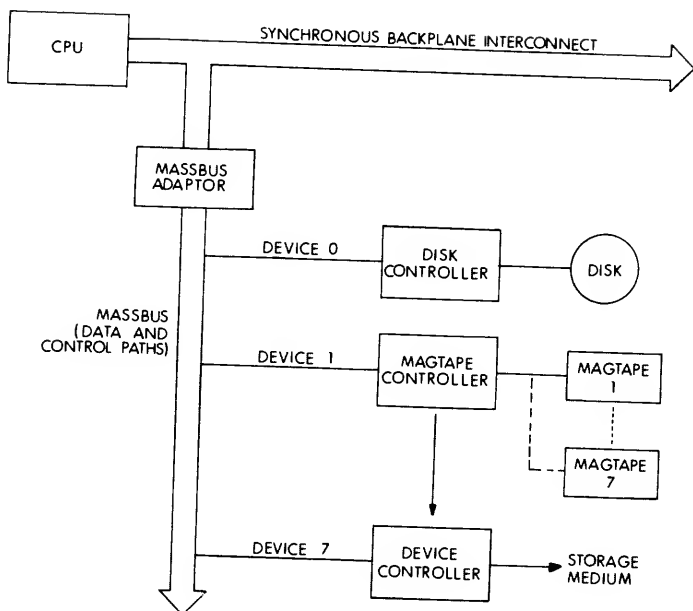 CPU
SYNCHRONOUS BACKPLANE INTERCONNECT
MASSBUS
ADAPTOR
DEVICE 0
DISK
CONTROLLER
DISK
MASSBUS
(DATA AND
CONTROL PATHS)
DEVICE 1
MAGTAPE
CONTROLLER
MAGTAPE
1
MAGTAPE
7
DEVICE 7
DEVICE
CONTROLLER
STORAGE
MEDIUM